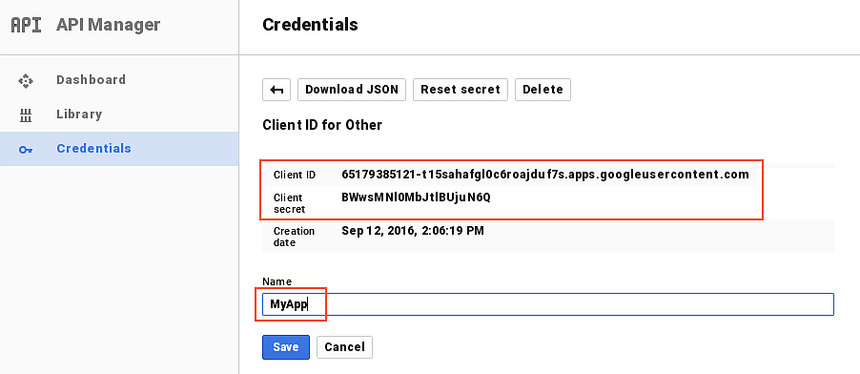 API API Manager
Credentials
Dashboard
Library
Credentials
Download JSON Reset secret Delete
Client ID for Other
Client ID 65179385121-t15sahafgl0c6roajduf7s.apps.googleusercontent.com
Client secret BWwsMNl0MbJtlBUjuN6Q
Creation date Sep 12, 2016, 2:06:19 PM
Name
MyApp
Save Cancel